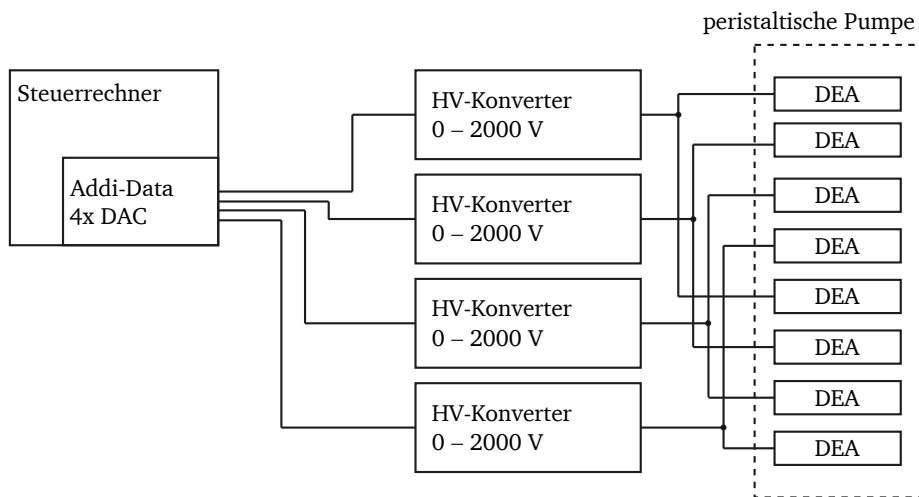 peristaltische Pumpe
Steuerrechner
Addi-Data
4x DAC
HV-Konverter
0 – 2000 V
HV-Konverter
0 – 2000 V
HV-Konverter
0 – 2000 V
HV-Konverter
0 – 2000 V
DEA
DEA
DEA
DEA
DEA
DEA
DEA
DEA